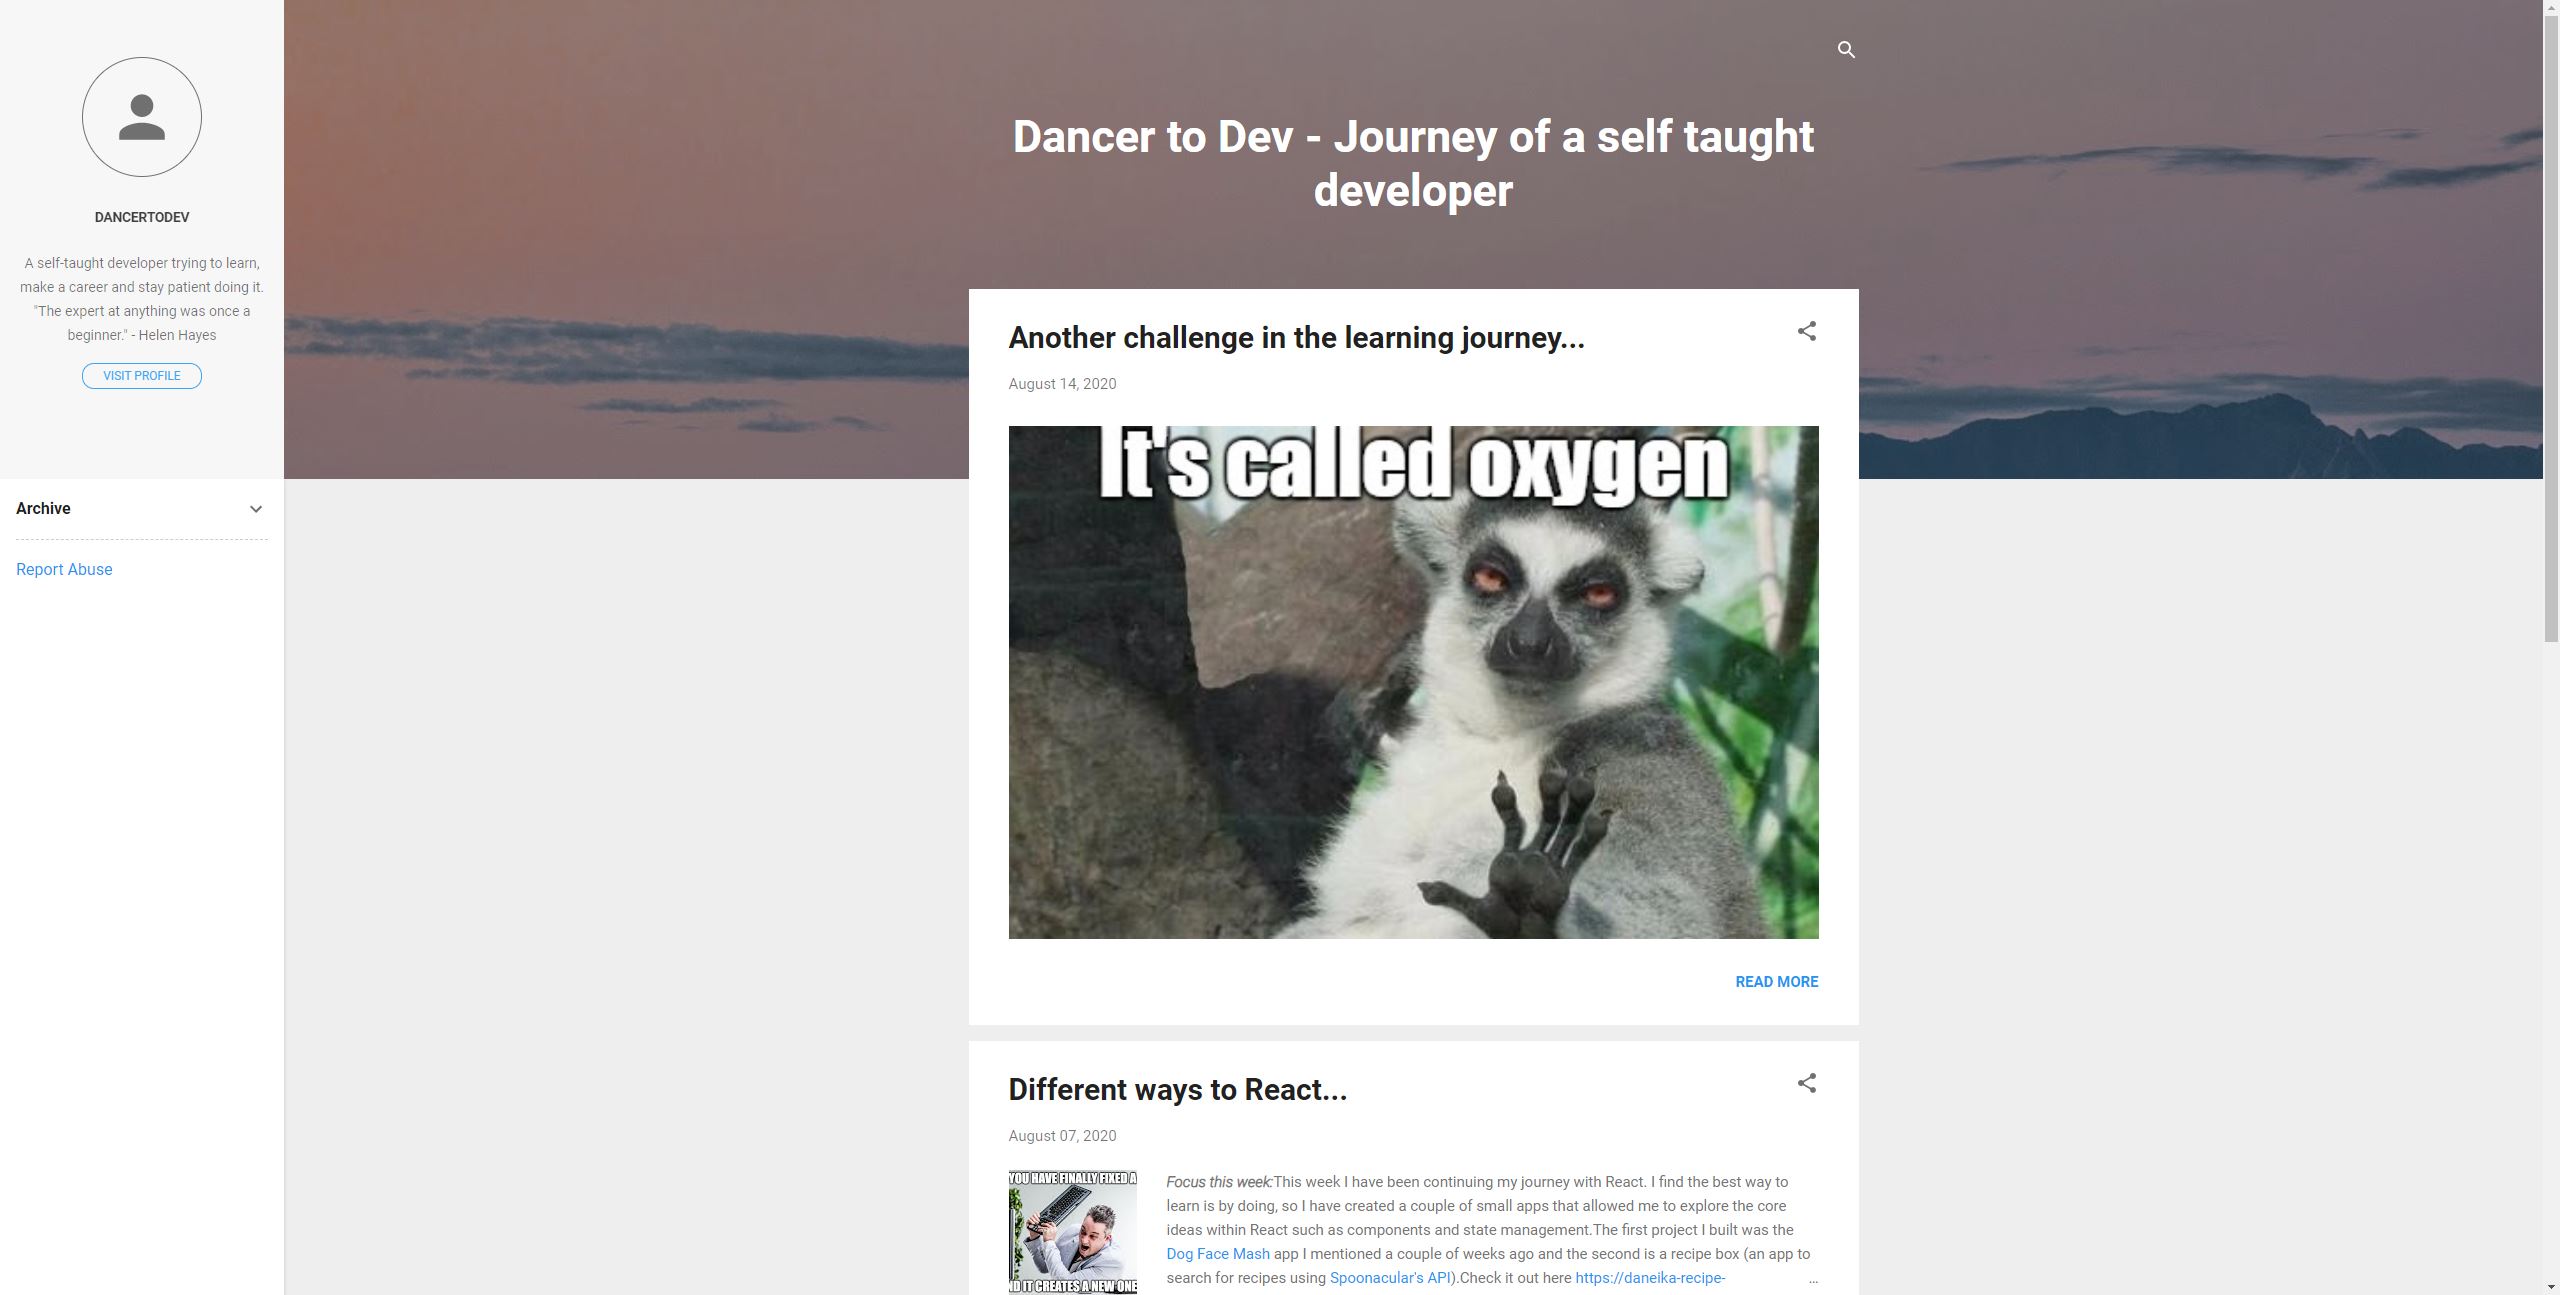 DANCERTODEV
A self-taught developer trying to learn,
make a career and stay patient doing it.
"The expert at anything was once a
beginner." - Helen Hayes
VISIT PROFILE
Archive
Report Abuse
Dancer to Dev - Journey of a self taught
developer
Another challenge in the learning journey...
August 14, 2020
It's called oxygen
READ MORE
Different ways to React...
August 07, 2020
YOU HAVE FINALLY FIXED A
ND IT CREATES A NEW ONE
Focus this week:This week I have been continuing my journey with React. I find the best way to
learn is by doing, so I have created a couple of small apps that allowed me to explore the core
ideas within React such as components and state management.The first project I built was the
Dog Face Mash app I mentioned a couple of weeks ago and the second is a recipe box (an app to
search for recipes using Spoonacular's API).Check it out here https://daneika-recipe- ...